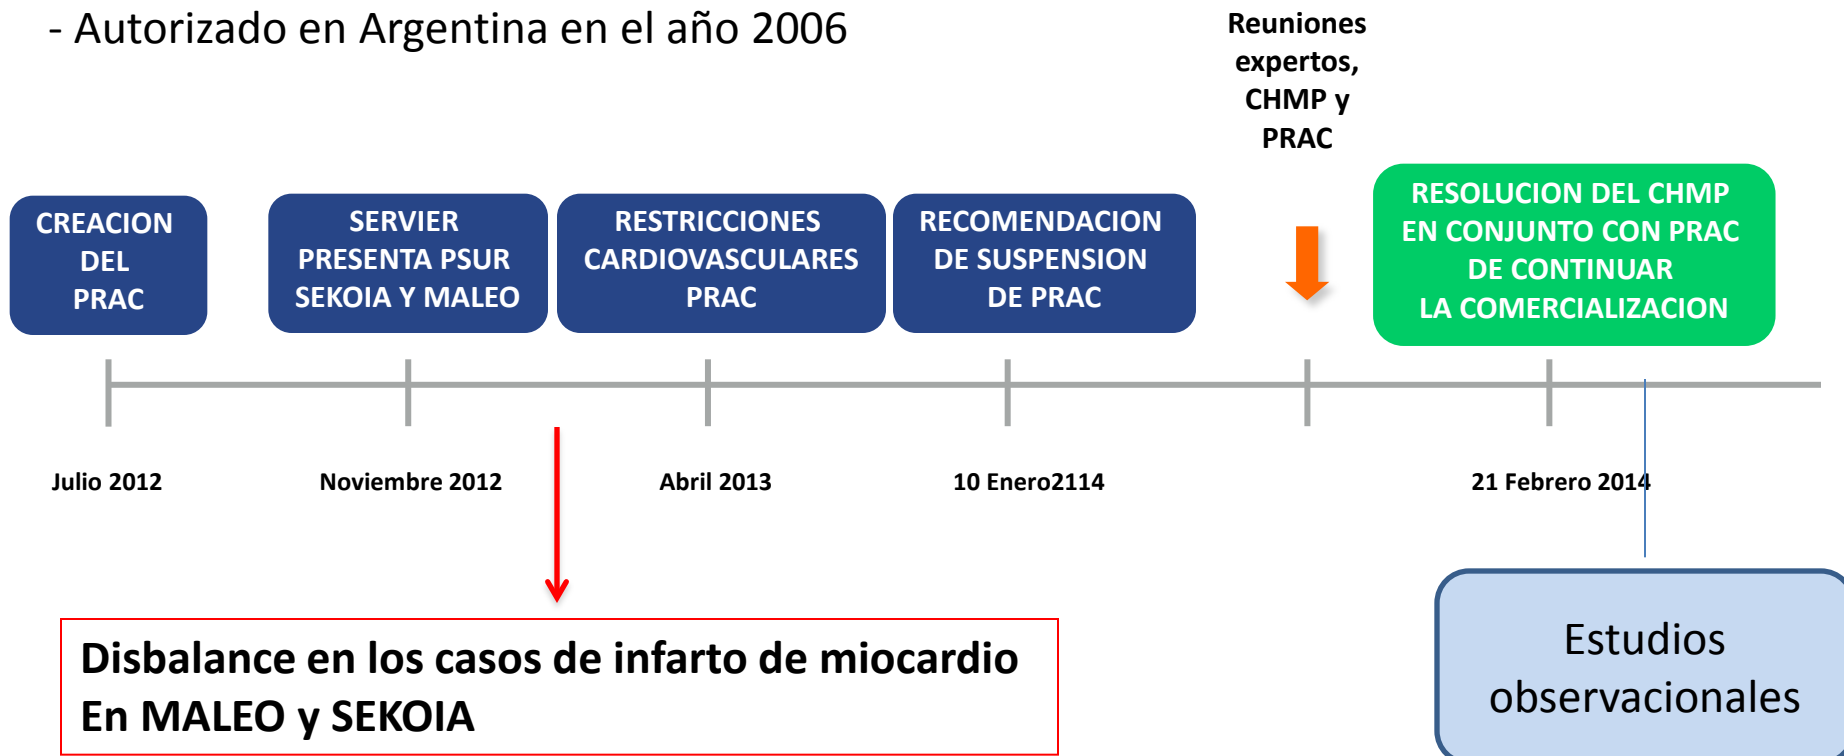 - Autorizado en Argentina en el año 2006
Reuniones
expertos,
CHMP y
PRAC
CREACION
DEL
PRAC
SERVIER
PRESENTA PSUR
SEKOIA Y MALEO
RESTRICCIONES
CARDIOVASCULARES
PRAC
RECOMENDACION
DE SUSPENSION
DE PRAC
RESOLUCION DEL CHMP
EN CONJUNTO CON PRAC
DE CONTINUAR
LA COMERCIALIZACION
Julio 2012
Noviembre 2012
Abril 2013
10 Enero2114
21 Febrero 2014
Disbalance en los casos de infarto de miocardio
En MALEO y SEKOIA
Estudios
observacionales